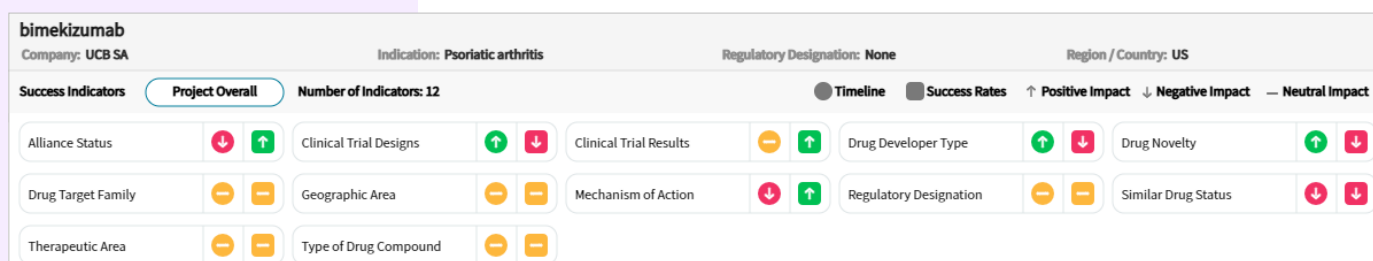 bimekizumab
Company: UCB SA Indication: Psoriatic arthritis Regulatory Designation: None Region / Country: US
Success Indicators Project Overall Number of Indicators: 12 Timeline Success Rates ↑ Positive Impact ↓ Negative Impact — Neutral Impact
Alliance Status Clinical Trial Designs Clinical Trial Results Drug Developer Type Drug Novelty
Drug Target Family Geographic Area Mechanism of Action Regulatory Designation Similar Drug Status
Therapeutic Area Type of Drug Compound